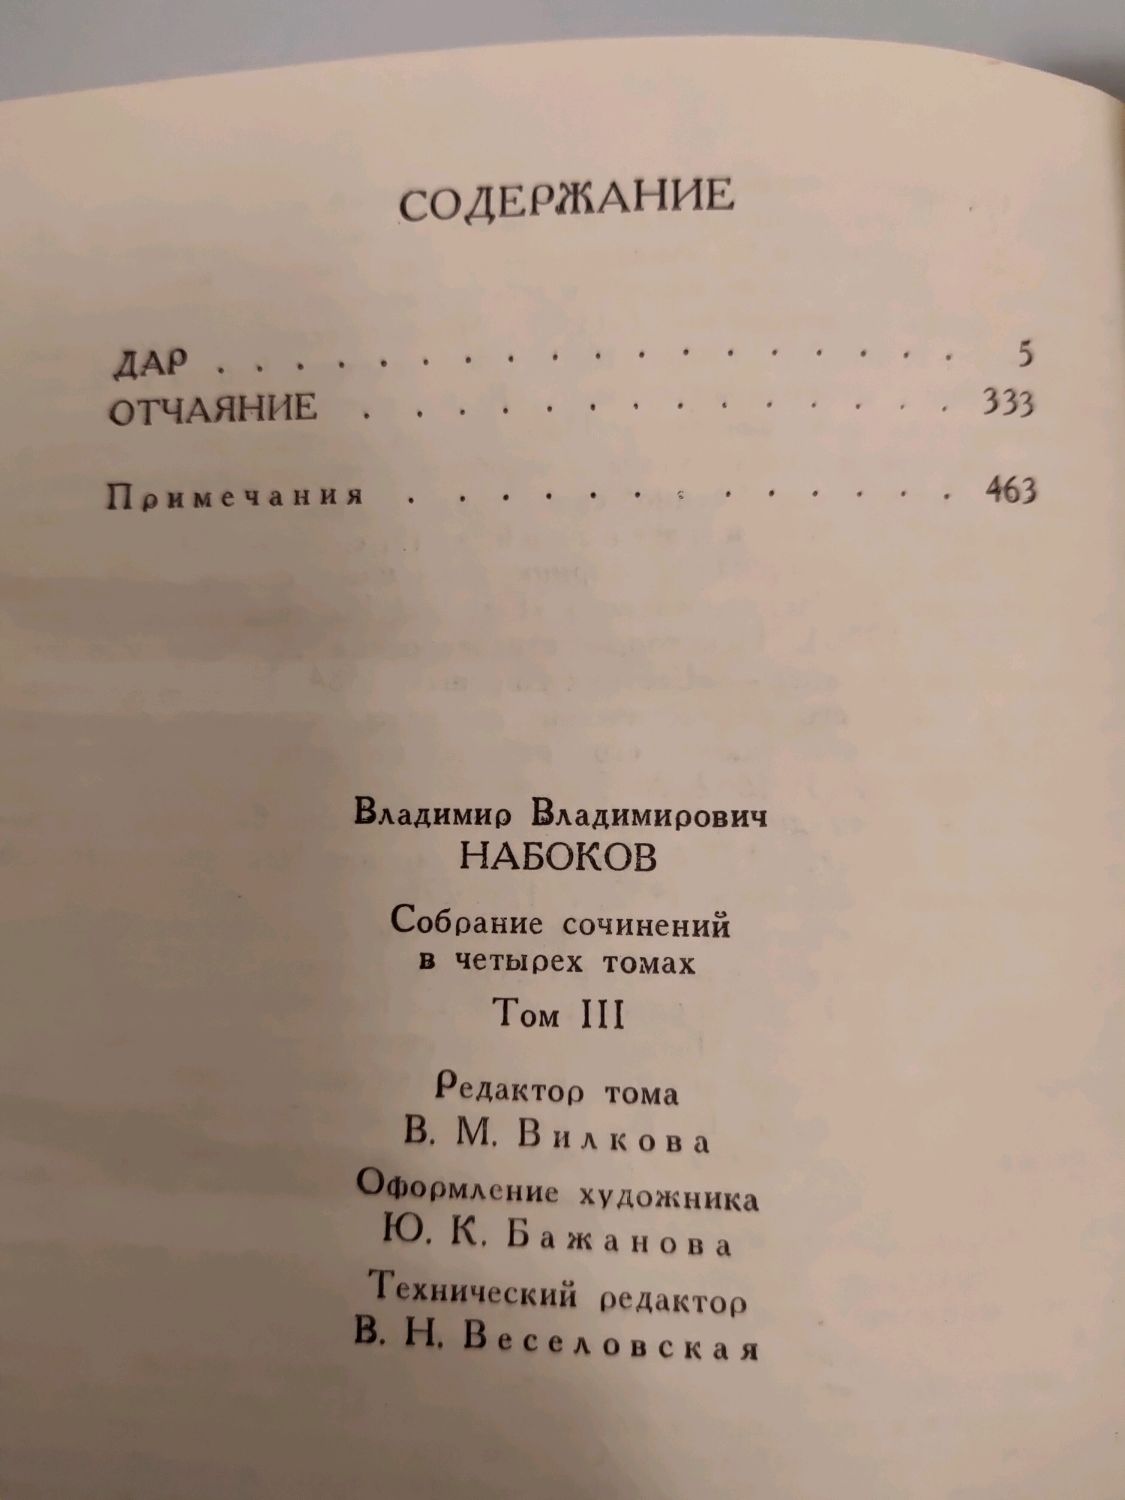 СОДЕРЖАНИЕ
ДАР . . . . . . . . . . . . . . . . . . . 5
ОТЧАЯНИЕ . . . . . . . . . . . . . . 333
Примечания . . . . . . . . . . . . . 463
Владимир Владимирович
НАБОКОВ
Собрание сочинений
в четырех томах
Том III
Редактор тома
В. М. Вилкова
Оформление художника
Ю. К. Бажанова
Технический редактор
В. Н. Веселовская